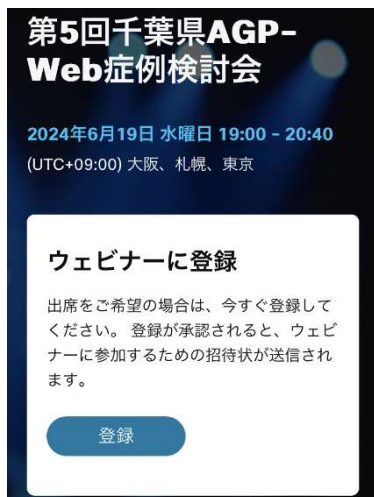 第5回千葉県AGP-
Web症例検討会
2024年6月19日 水曜日 19:00 - 20:40
(UTC+09:00) 大阪、札幌、東京
ウェビナーに登録
出席をご希望の場合は、今すぐ登録して
ください。 登録が承認されると、ウェビ
ナーに参加するための招待状が送信され
ます。
登録